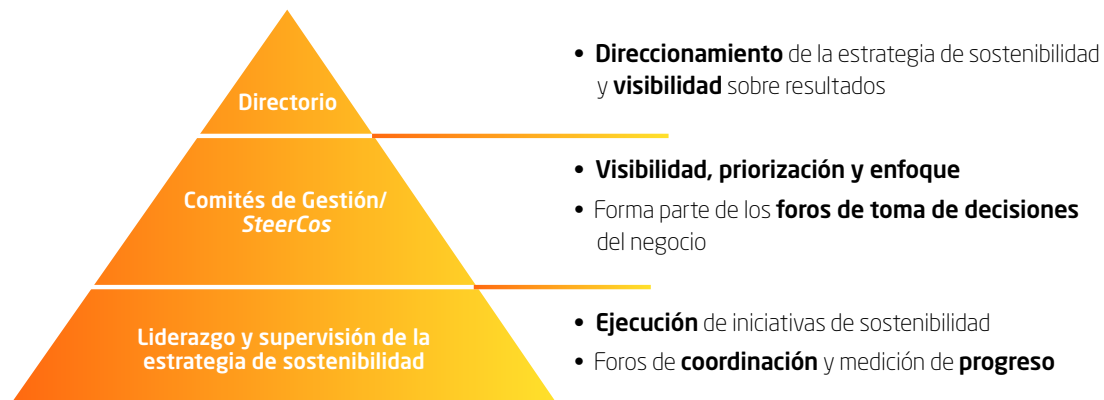 Directorio
• Direccionamiento de la estrategia de sostenibilidad
y visibilidad sobre resultados
Comités de Gestión/
SteerCos
• Visibilidad, priorización y enfoque
• Forma parte de los foros de toma de decisiones
del negocio
Liderazgo y supervisión de la
estrategia de sostenibilidad
• Ejecución de iniciativas de sostenibilidad
• Foros de coordinación y medición de progreso